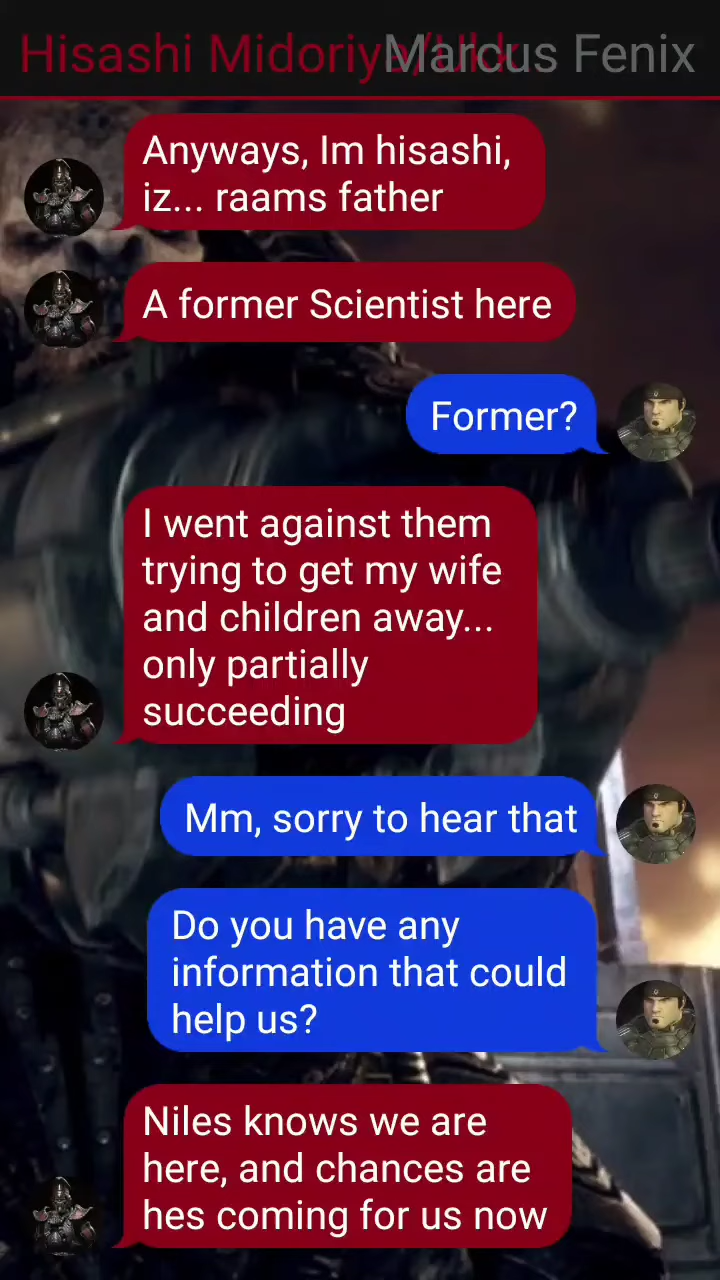 Hisashi Midoriya/Ukk Marcus Fenix
Anyways, Im hisashi,
iz... raams father
A former Scientist here
Former?
I went against them
trying to get my wife
and children away...
only partially
succeeding
Mm, sorry to hear that
Do you have any
information that could
help us?
Niles knows we are
here, and chances are
hes coming for us now